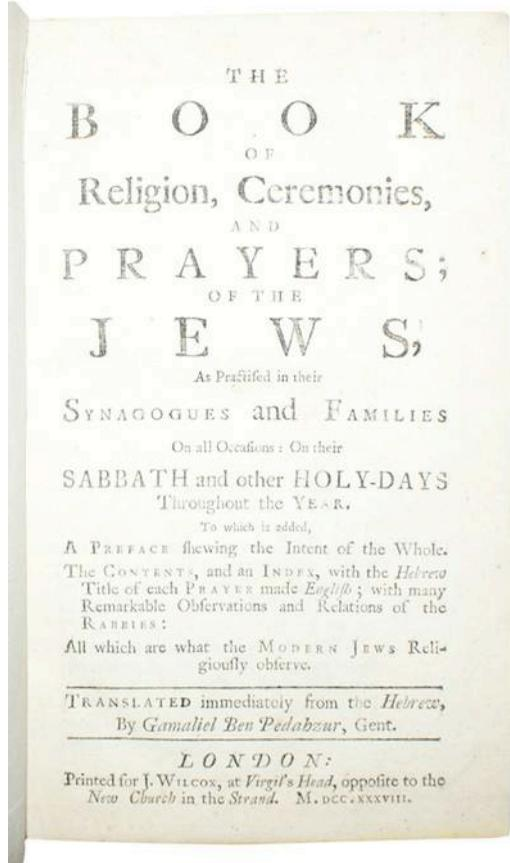 THE
BOOK
OF
Religion, Ceremonies,
AND
PRAYERS;
OF THE
JEWS,
As Practiſed in their
SYNAGOGUES and FAMILIES
On all Occaſions: On their
SABBATH and other HOLY-DAYS
Throughout the YEAR.
To which is added,
A PREFACE ſhewing the Intent of the Whole.
The CONTENTS, and an INDEX, with the Hebrew
Title of each PRAYER made Engliſh; with many
Remarkable Obſervations and Relations of the
RABBIES:
All which are what the MODERN JEWS Reli-
giouſly obſerve.
TRANSLATED immediately from the Hebrew,
By Gamaliel Ben Pedahzur, Gent.
LONDON:
Printed for J. WILCOX, at Virgil's Head, oppoſite to the
New Church in the Strand. M.DCC.XXXVIII.